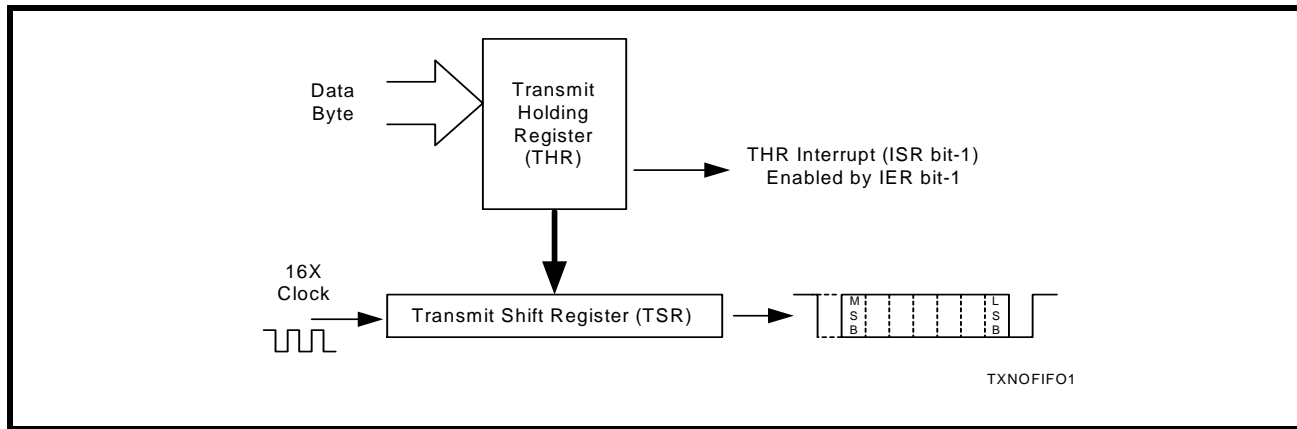 Data
Byte
Transmit
Holding
Register
(THR)
THR Interrupt (ISR bit-1)
Enabled by IER bit-1
16X
Clock
Transmit Shift Register (TSR)
M
S
B
L
S
B
TXNOFIFO1